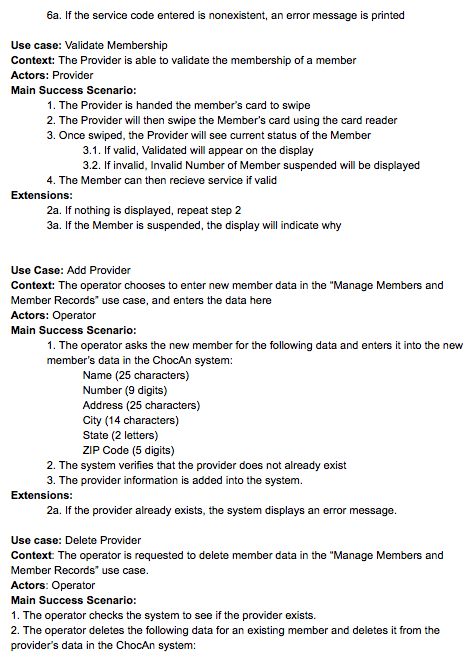 6a. If the service code entered is nonexistent, an error message is printed
Use case: Validate Membership
Context: The Provider is able to validate the membership of a member
Actors: Provider
Main Success Scenario:
1. The Provider is handed the member's card to swipe
2. The Provider will then swipe the Member's card using the card reader
3. Once swiped, the Provider will see current status of the Member
3.1. If valid, Validated will appear on the display
3.2. If invalid, Invalid Number of Member suspended will be displayed
4. The Member can then recieve service if valid
Extensions:
2a. If nothing is displayed, repeat step 2
3a. If the Member is suspended, the display will indicate why
Use Case: Add Provider
Context: The operator chooses to enter new member data in the "Manage Members and
Member Records" use case, and enters the data here
Actors: Operator
Main Success Scenario:
1. The operator asks the new member for the following data and enters it into the new
member's data in the ChocAn system:
Name (25 characters)
Number (9 digits)
Address (25 characters)
City (14 characters)
State (2 letters)
ZIP Code (5 digits)
2. The system verifies that the provider does not already exist
3. The provider information is added into the system.
Extensions:
2a. If the provider already exists, the system displays an error message.
Use case: Delete Provider
Context: The operator is requested to delete member data in the "Manage Members and
Member Records" use case.
Actors: Operator
Main Success Scenario:
1. The operator checks the system to see if the provider exists.
2. The operator deletes the following data for an existing member and deletes it from the
provider's data in the ChocAn system: